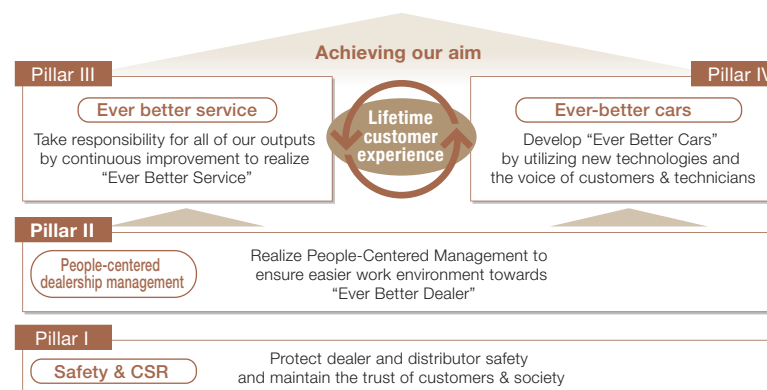 Achieving our aim
Pillar III
Ever better service
Take responsibility for all of our outputs
by continuous improvement to realize
“Ever Better Service”
Lifetime
customer
experience
Pillar IV
Ever-better cars
Develop “Ever Better Cars”
by utilizing new technologies and
the voice of customers & technicians
Pillar II
People-centered
dealership management
Realize People-Centered Management to
ensure easier work environment towards
“Ever Better Dealer”
Pillar I
Safety & CSR
Protect dealer and distributor safety
and maintain the trust of customers & society